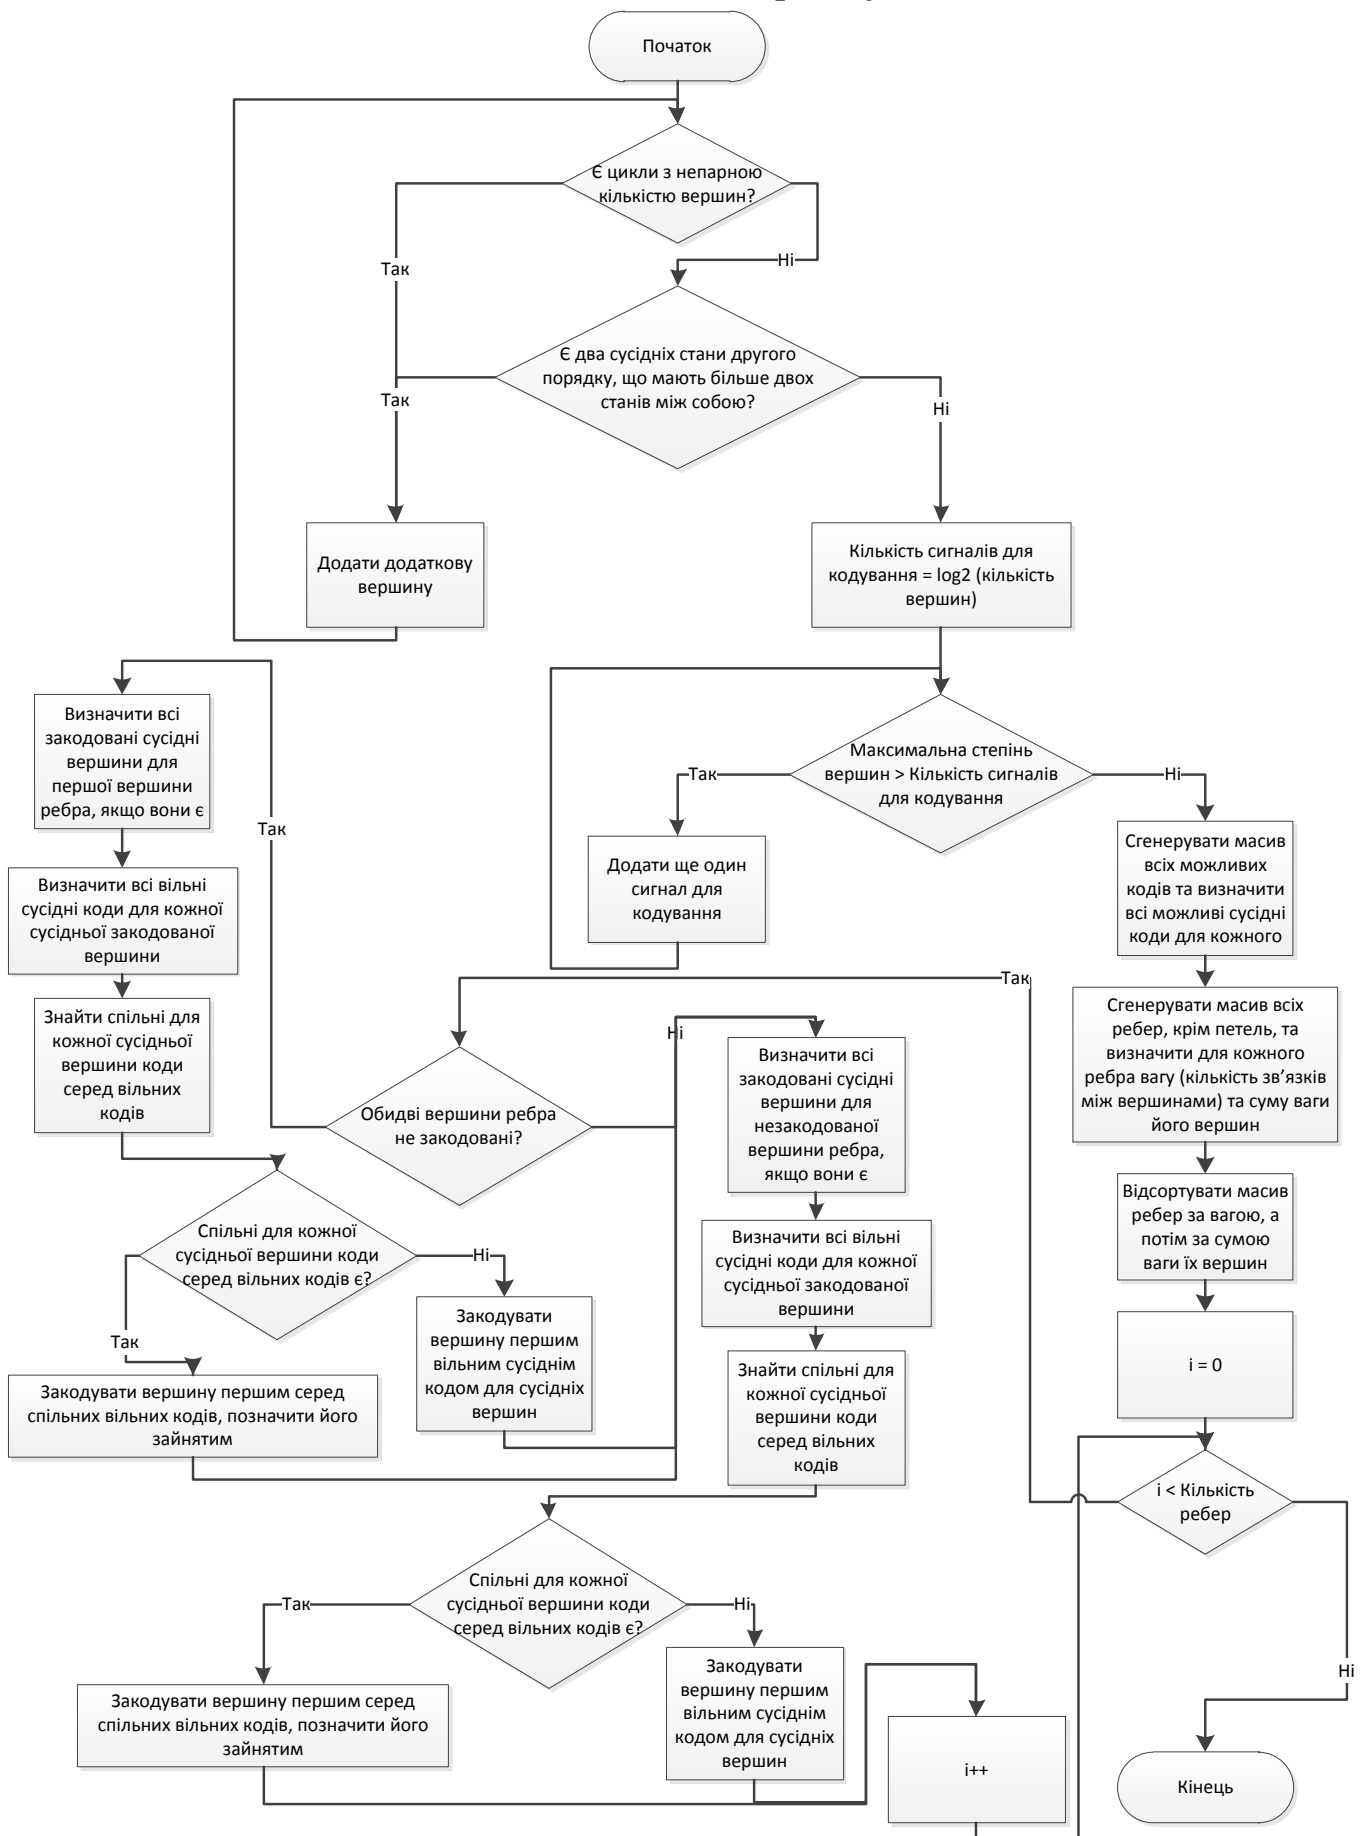 Початок
Є цикли з непарною
кількістю вершин?
Ні
Так
Є два сусідніх стани другого
порядку, що мають більше двох
станів між собою?
Так
Ні
Додати додаткову
вершину
Кількість сигналів для
кодування = log2 (кількість
вершин)
Максимальна степінь
вершин > Кількість сигналів
для кодування
Так
Ні
Додати ще один
сигнал для
кодування
Сгенерувати масив
всіх можливих
кодів та визначити
всі можливі сусідні
коди для кожного
Сгенерувати масив всіх
ребер, крім петель, та
визначити для кожного
ребра вагу (кількість зв’язків
між вершинами) та суму ваги
його вершин
Відсортувати масив
ребер за вагою, а
потім за сумою
ваги їх вершин
i = 0
i < Кількість
ребер
Так
Ні
Обидві вершини ребра
не закодовані?
Так
Ні
Визначити всі
закодовані сусідні
вершини для
першої вершини
ребра, якщо вони є
Визначити всі вільні
сусідні коди для кожної
сусідньої закодованої
вершини
Знайти спільні для
кожної сусідньої
вершини коди
серед вільних
кодів
Спільні для кожної
сусідньої вершини коди
серед вільних кодів є?
Так
Ні
Закодувати
вершину першим
вільним сусіднім
кодом для сусідніх
вершин
Закодувати вершину першим серед
спільних вільних кодів, позначити його
зайнятим
Визначити всі
закодовані сусідні
вершини для
незакодованої
вершини ребра,
якщо вони є
Визначити всі вільні
сусідні коди для кожної
сусідньої закодованої
вершини
Знайти спільні для
кожної сусідньої
вершини коди
серед вільних
кодів
Спільні для кожної
сусідньої вершини коди
серед вільних кодів є?
Так
Ні
Закодувати вершину першим серед
спільних вільних кодів, позначити його
зайнятим
Закодувати
вершину першим
вільним сусіднім
кодом для сусідніх
вершин
i++
Кінець